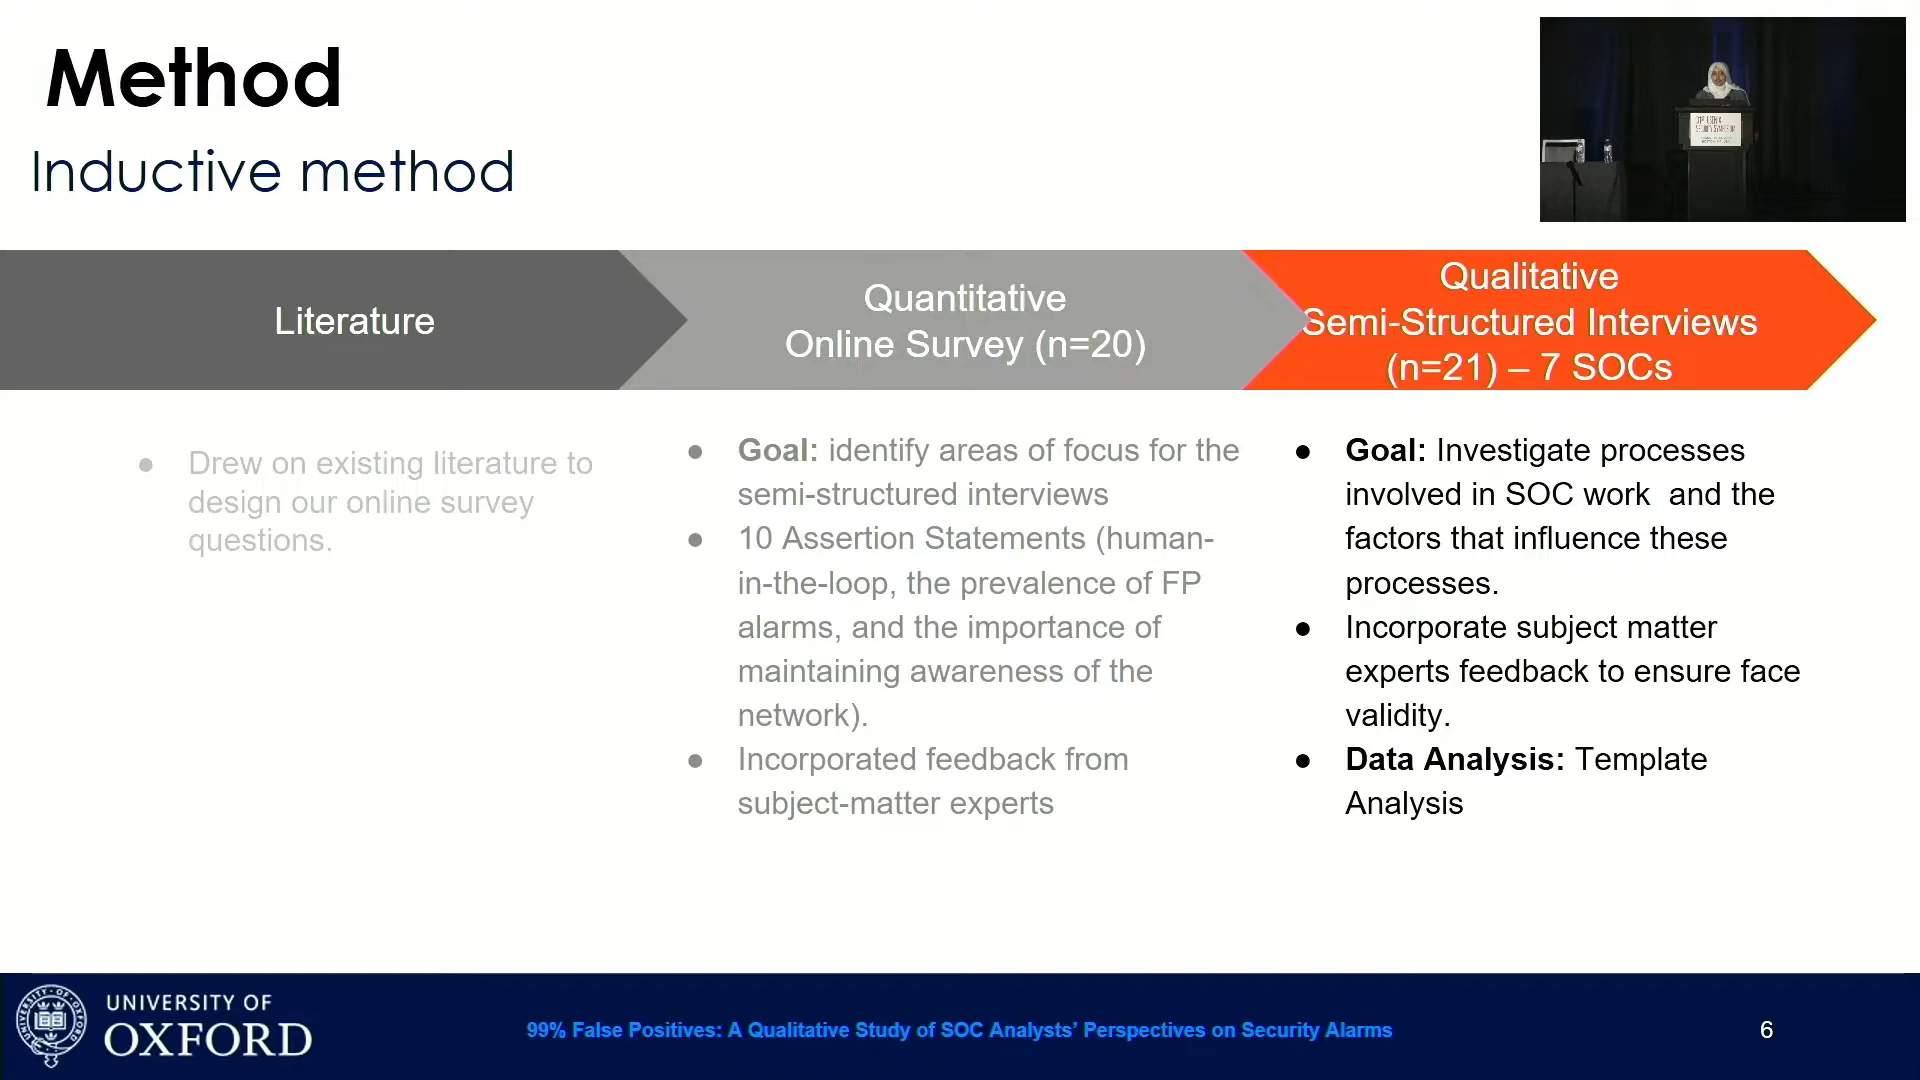 Method
Inductive method
Literature
Quantitative
Online Survey (n=20)
Qualitative
Semi-Structured Interviews
(n=21) – 7 SOCs
● Drew on existing literature to
design our online survey
questions.
● Goal: identify areas of focus for the
semi-structured interviews
● 10 Assertion Statements (human-
in-the-loop, the prevalence of FP
alarms, and the importance of
maintaining awareness of the
network).
● Incorporated feedback from
subject-matter experts
● Goal: Investigate processes
involved in SOC work  and the
factors that influence these
processes.
● Incorporate subject matter
experts feedback to ensure face
validity.
● Data Analysis: Template
Analysis
UNIVERSITY OF
OXFORD
99% False Positives: A Qualitative Study of SOC Analysts’ Perspectives on Security Alarms
6